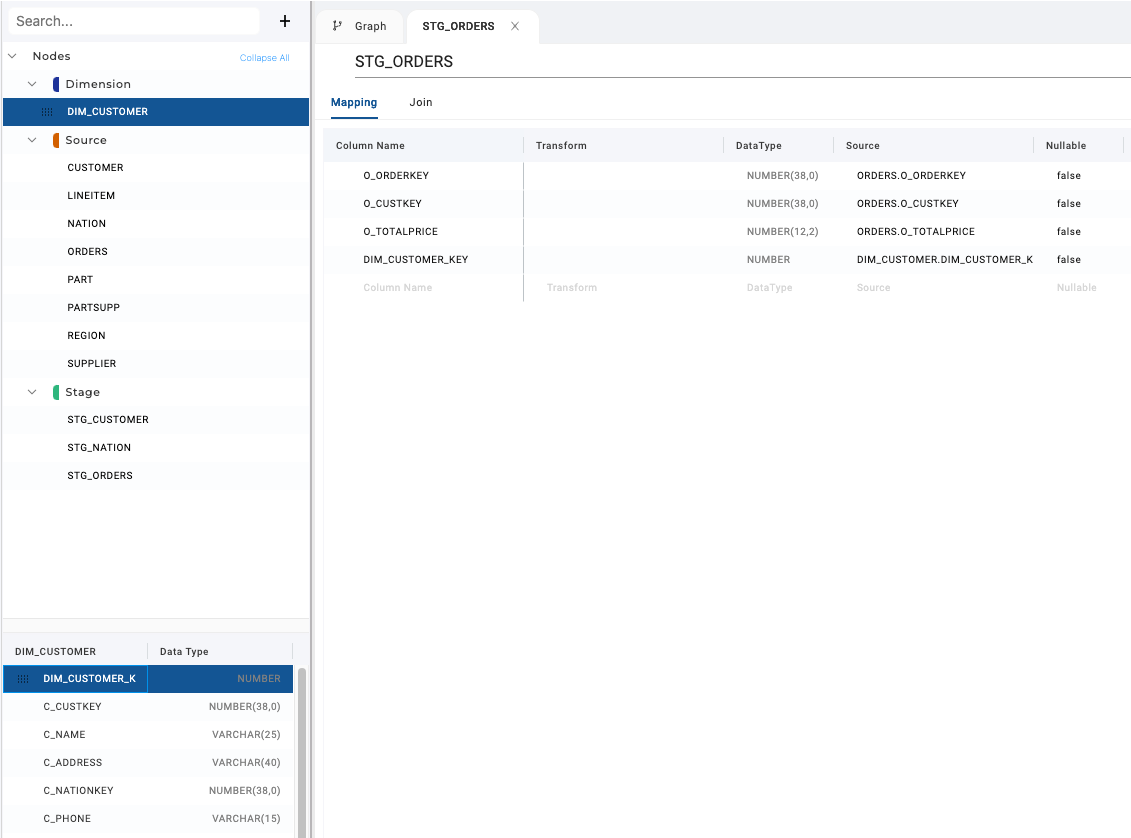 Search...
+
Nodes
Collapse All
Dimension
DIM_CUSTOMER
Source
CUSTOMER
LINEITEM
NATION
ORDERS
PART
PARTSUPP
REGION
SUPPLIER
Stage
STG_CUSTOMER
STG_NATION
STG_ORDERS
DIM_CUSTOMER Data Type
DIM_CUSTOMER_K NUMBER
C_CUSTKEY NUMBER(38,0)
C_NAME VARCHAR(25)
C_ADDRESS VARCHAR(40)
C_NATIONKEY NUMBER(38,0)
C_PHONE VARCHAR(15)
Graph STG_ORDERS
STG_ORDERS
Mapping Join
Column Name Transform DataType Source Nullable
O_ORDERKEY NUMBER(38,0) ORDERS.O_ORDERKEY false
O_CUSTKEY NUMBER(38,0) ORDERS.O_CUSTKEY false
O_TOTALPRICE NUMBER(12,2) ORDERS.O_TOTALPRICE false
DIM_CUSTOMER_KEY NUMBER DIM_CUSTOMER.DIM_CUSTOMER_K false
Column Name Transform DataType Source Nullable